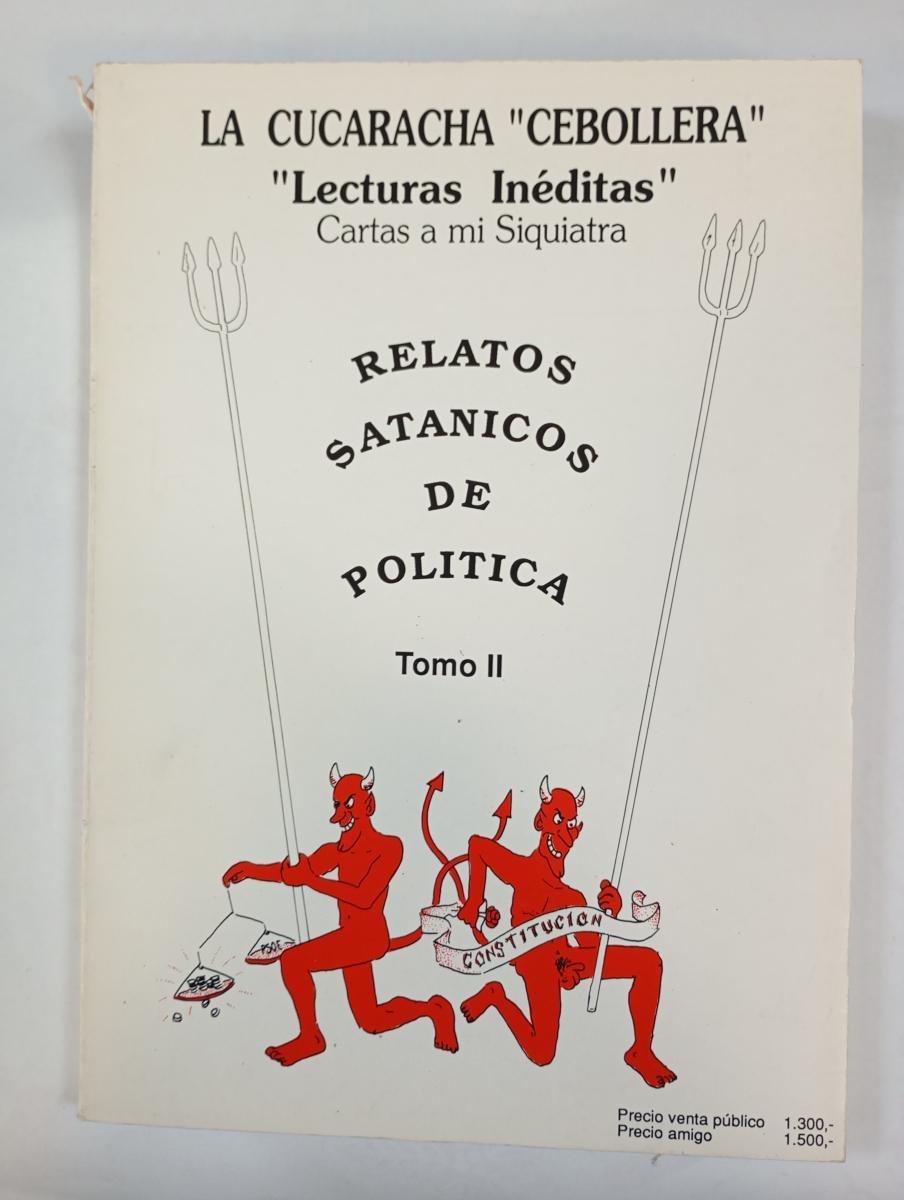 LA CUCARACHA "CEBOLLERA"
"Lecturas Inéditas"
Cartas a mi Siquiatra
RELATOS
SATANICOS
DE
POLITICA
Tomo II
PSOE
CONSTITUCION
Precio venta público 1.300,-
Precio amigo 1.500,-